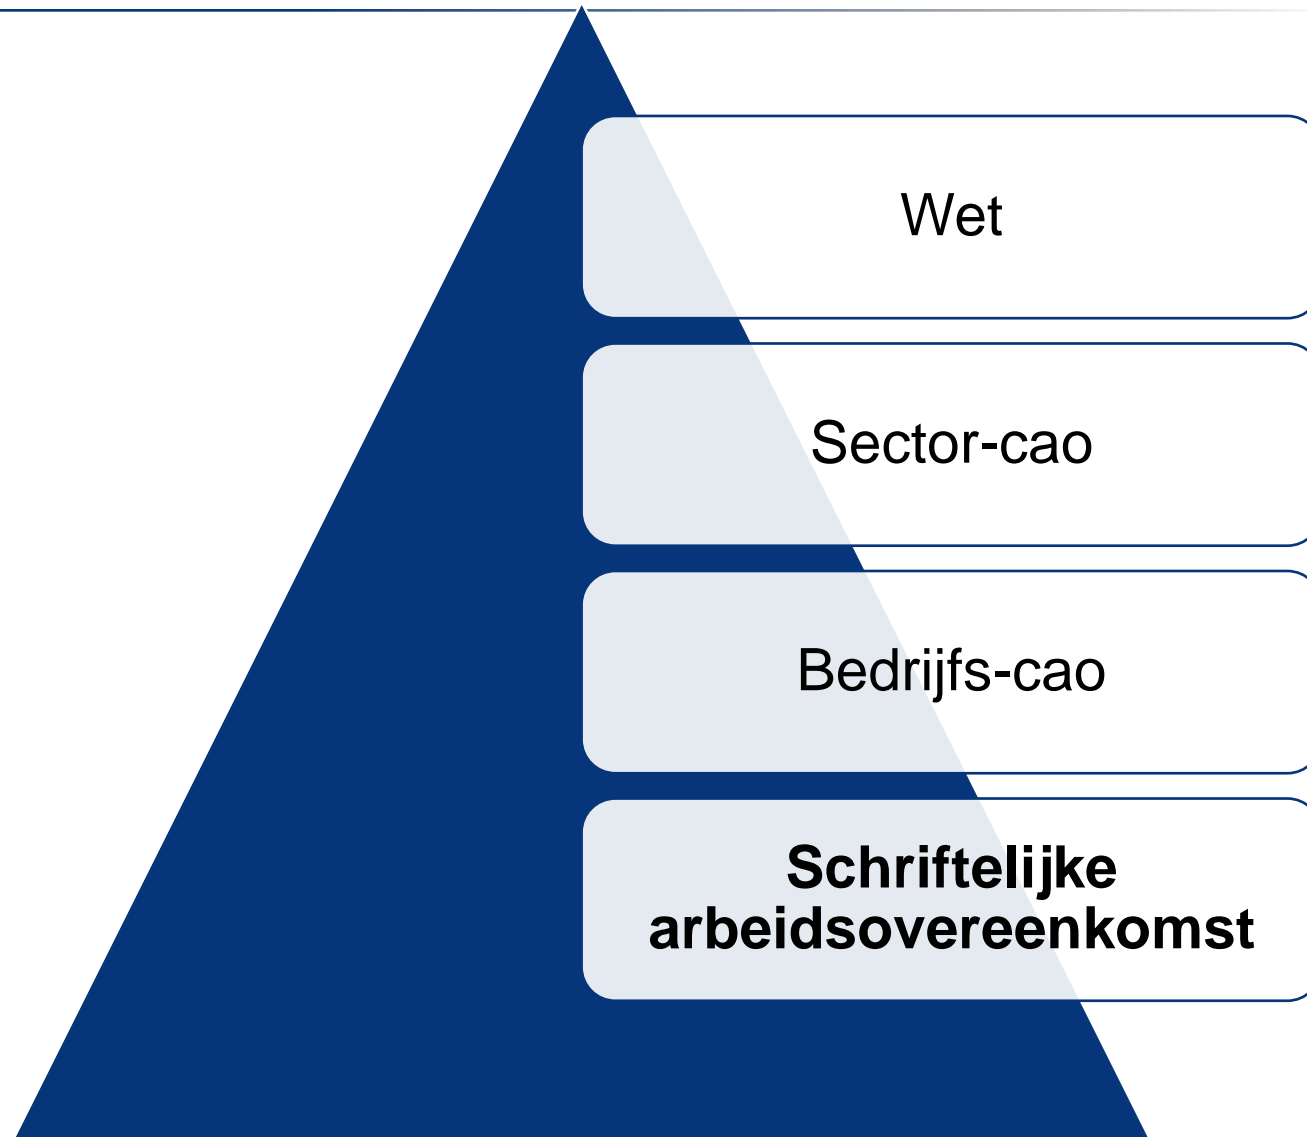 Wet
Sector-cao
Bedrijfs-cao
Schriftelijke
arbeidsovereenkomst